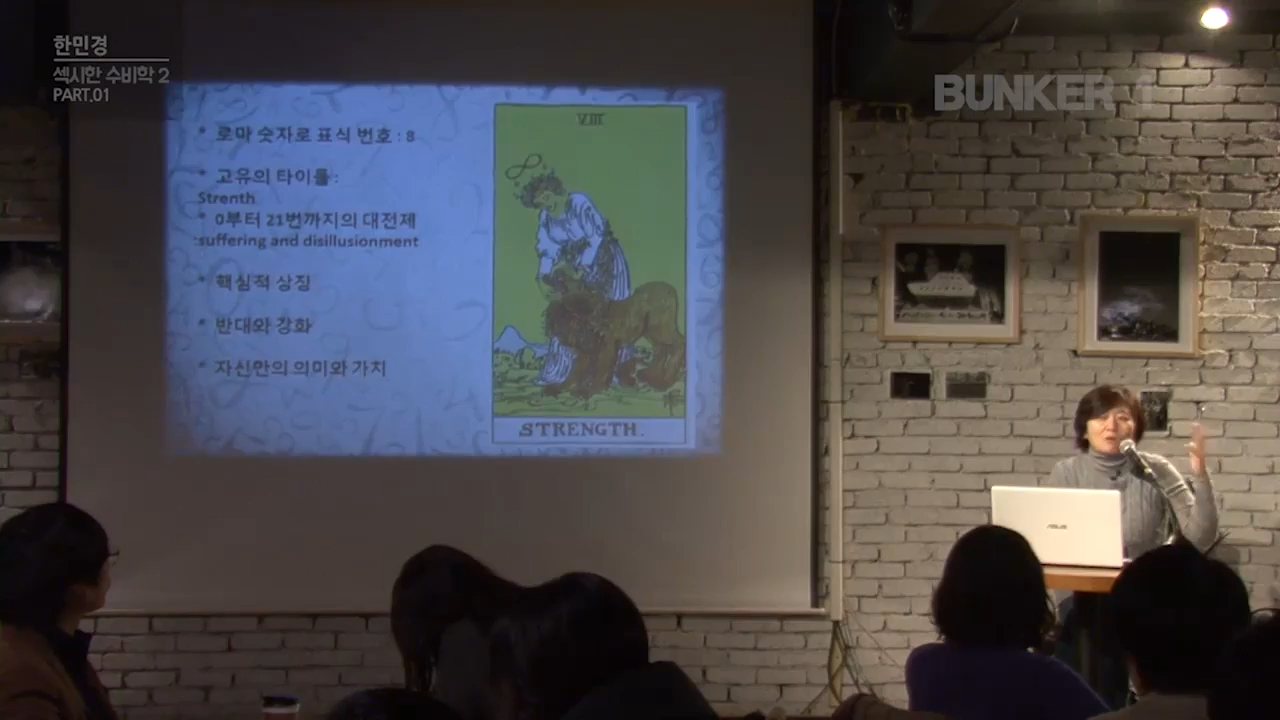 한민경
섹시한 수비학 2
PART.01
BUNKER 1
* 로마 숫자로 표식 번호 : 8
* 고유의 타이틀 :
Strenth
* 0부터 21번까지의 대전제
:suffering and disillusionment
* 핵심적 상징
* 반대와 강화
* 자신만의 의미와 가치
VIII
STRENGTH.
ASUS